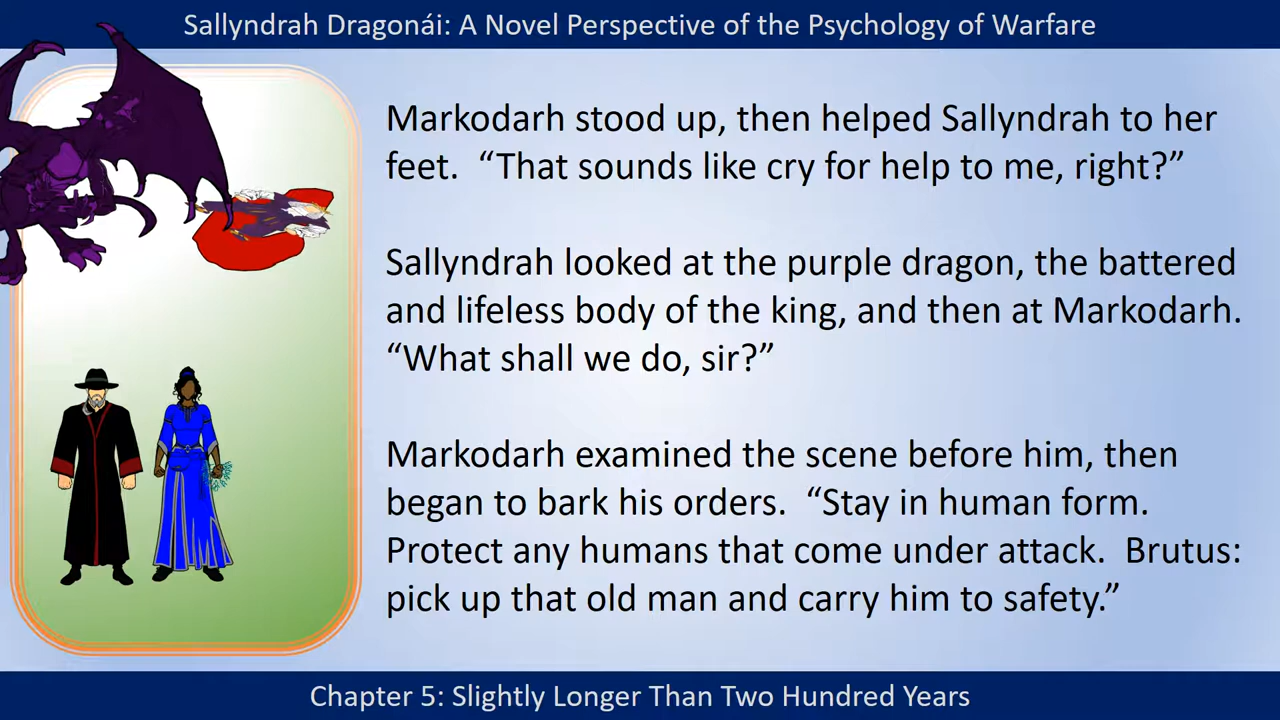 Sallyndrah Dragonái: A Novel Perspective of the Psychology of Warfare
Markodarh stood up, then helped Sallyndrah to her
feet.  “That sounds like cry for help to me, right?”
Sallyndrah looked at the purple dragon, the battered
and lifeless body of the king, and then at Markodarh.
“What shall we do, sir?”
Markodarh examined the scene before him, then
began to bark his orders.  “Stay in human form.
Protect any humans that come under attack.  Brutus:
pick up that old man and carry him to safety.”
Chapter 5: Slightly Longer Than Two Hundred Years